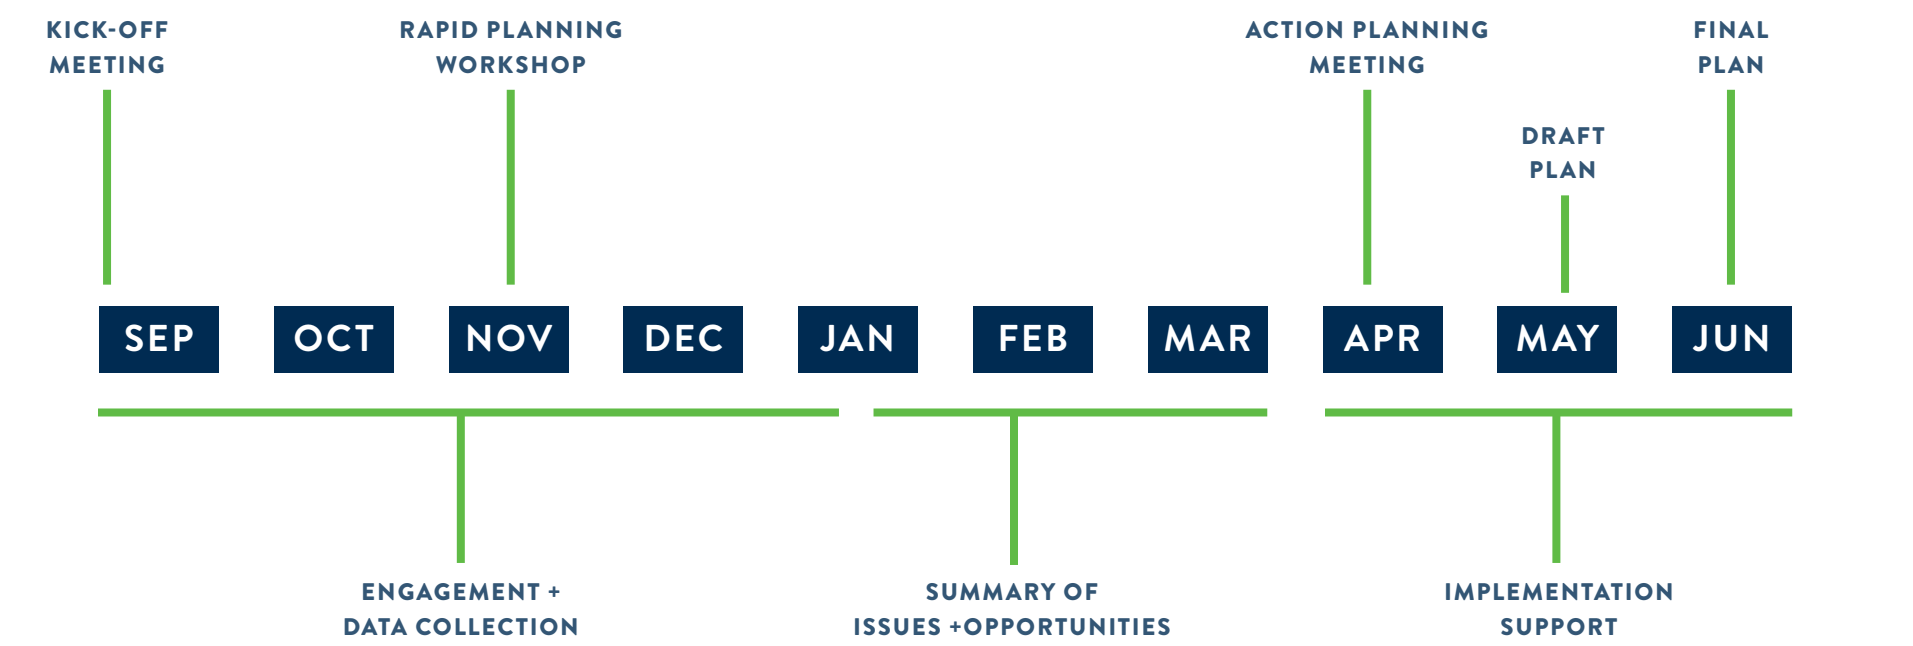 KICK-OFF
MEETING
RAPID PLANNING
WORKSHOP
ACTION PLANNING
MEETING
FINAL
PLAN
DRAFT
PLAN
SEP
OCT
NOV
DEC
JAN
FEB
MAR
APR
MAY
JUN
ENGAGEMENT +
DATA COLLECTION
SUMMARY OF
ISSUES +OPPORTUNITIES
IMPLEMENTATION
SUPPORT